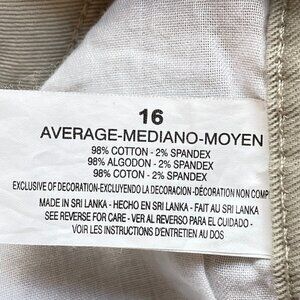 16
AVERAGE-MEDIANO-MOYEN
98% COTTON - 2% SPANDEX
98% ALGODON - 2% SPANDEX
98% COTON - 2% SPANDEX
EXCLUSIVE OF DECORATION-EXCLUYENDO LA DECORACION-DÉCORATION NON COMP
MADE IN SRI LANKA - HECHO EN SRI LANKA - FAIT AU SRI LANKA
SEE REVERSE FOR CARE - VER AL REVERSO PARA EL CUIDADO -
VOIR LES INSTRUCTIONS D'ENTRETIEN AU DOS